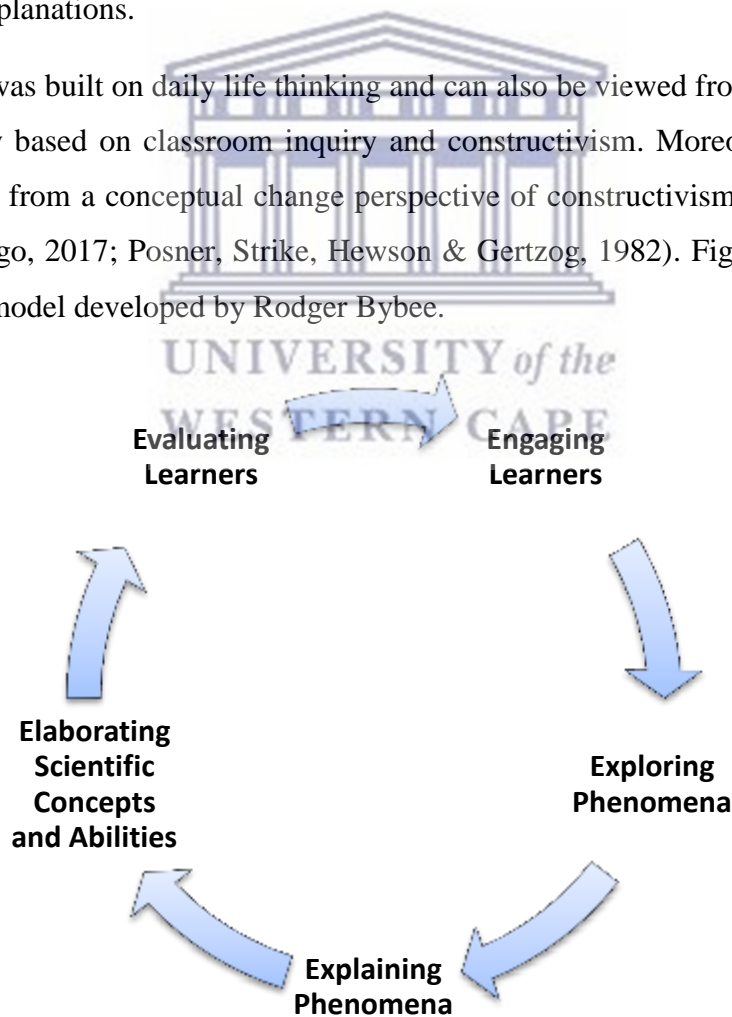 planations.
was built on daily life thinking and can also be viewed fro
based on classroom inquiry and constructivism. Moreo
from a conceptual change perspective of constructivism
go, 2017; Posner, Strike, Hewson & Gertzog, 1982). Fig
model developed by Rodger Bybee.
UNIVERSITY of the
WESTERN CAPE
Evaluating
Learners
Engaging
Learners
Exploring
Phenomena
Explaining
Phenomena
Elaborating
Scientific
Concepts
and Abilities